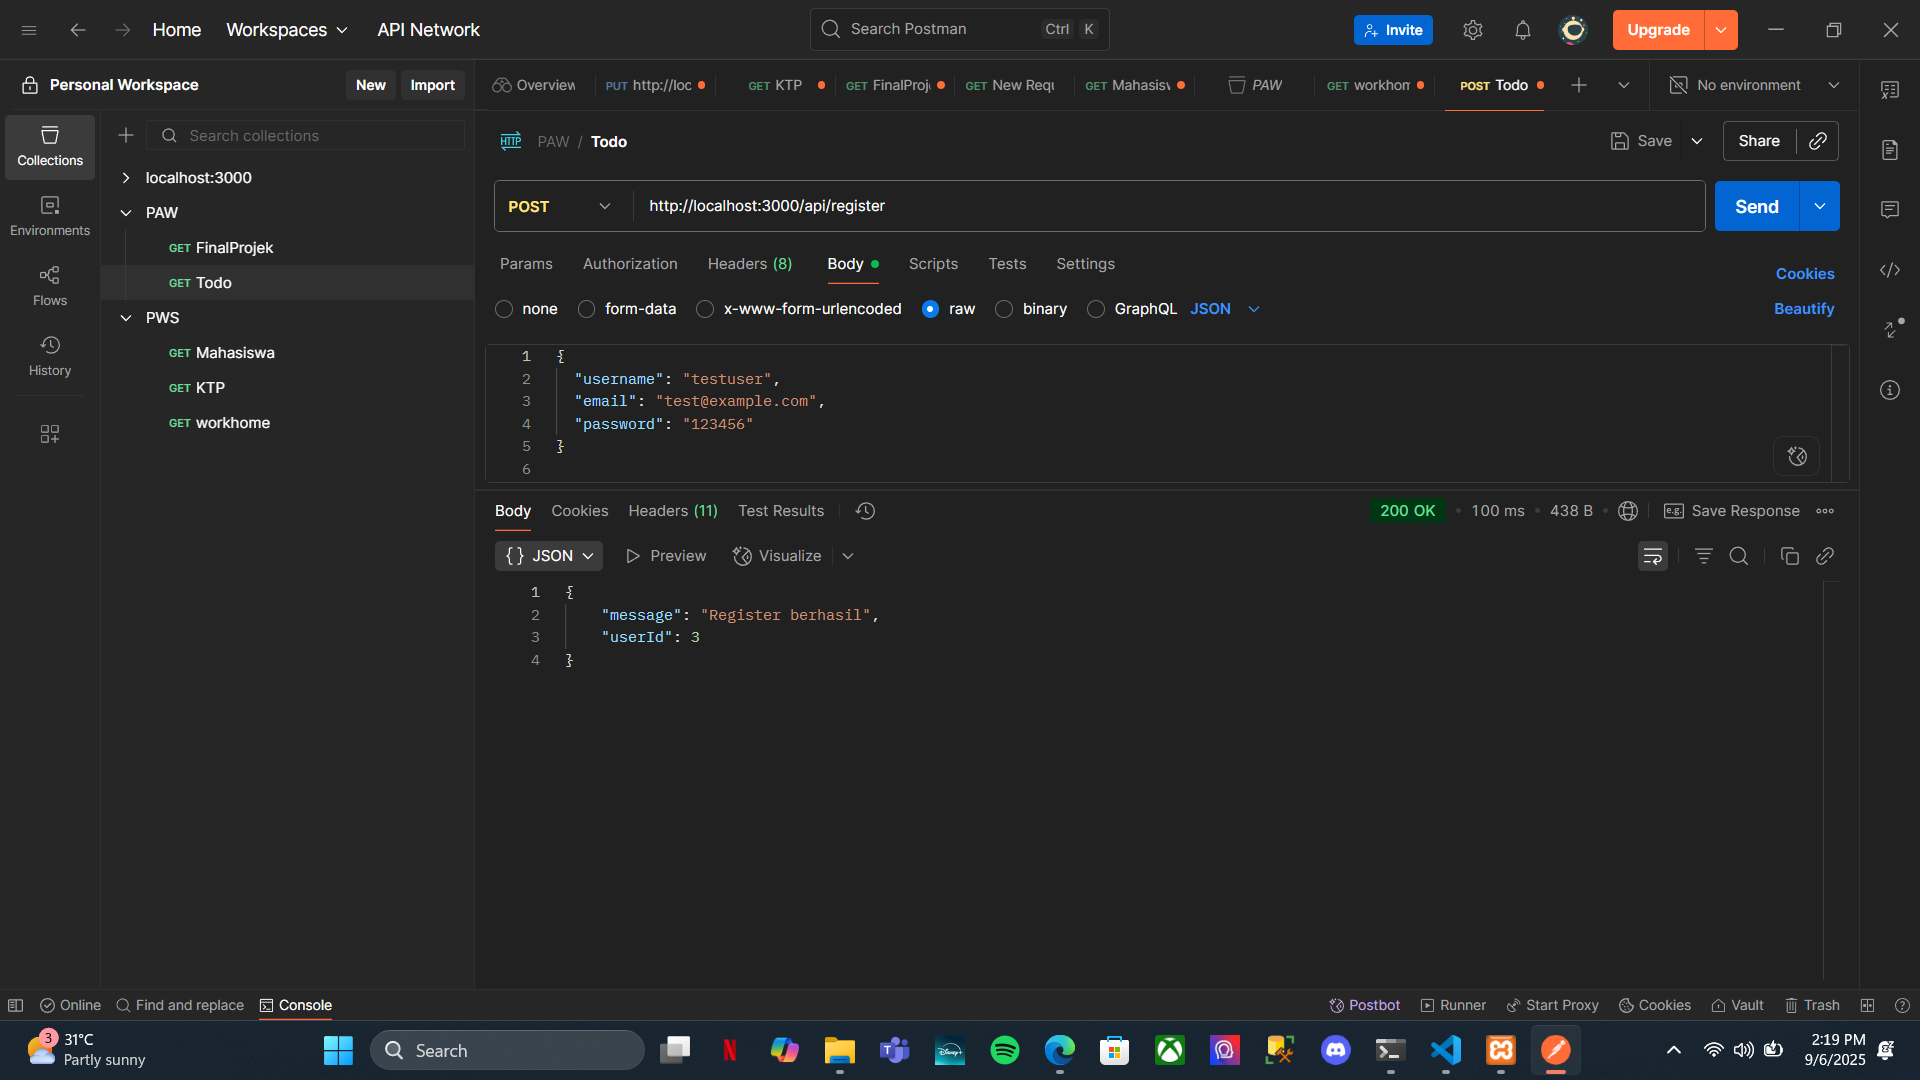 Home Workspaces API Network Search Postman Ctrl K Invite Upgrade
Personal Workspace New Import
Overview PUT http://loc GET KTP GET FinalProj GET New Requ GET Mahasisw PAW GET workhom POST Todo No environment
Search collections
Collections
Environments
Flows
History
localhost:3000
PAW
GET FinalProjek
GET Todo
PWS
GET Mahasiswa
GET KTP
GET workhome
HTTP PAW / Todo Save Share
POST http://localhost:3000/api/register Send
Params Authorization Headers (8) Body Scripts Tests Settings Cookies
none form-data x-www-form-urlencoded raw binary GraphQL JSON Beautify
1 {
2 "username": "testuser",
3 "email": "test@example.com",
4 "password": "123456"
5 }
6
Body Cookies Headers (11) Test Results 200 OK • 100 ms • 438 B • e.g. Save Response
{} JSON Preview Visualize
1 {
2 "message": "Register berhasil",
3 "userId": 3
4 }
Online Find and replace Console Postbot Runner Start Proxy Cookies Vault Trash
3 31°C
Partly sunny
Search
Disney+
2:19 PM
9/6/2025